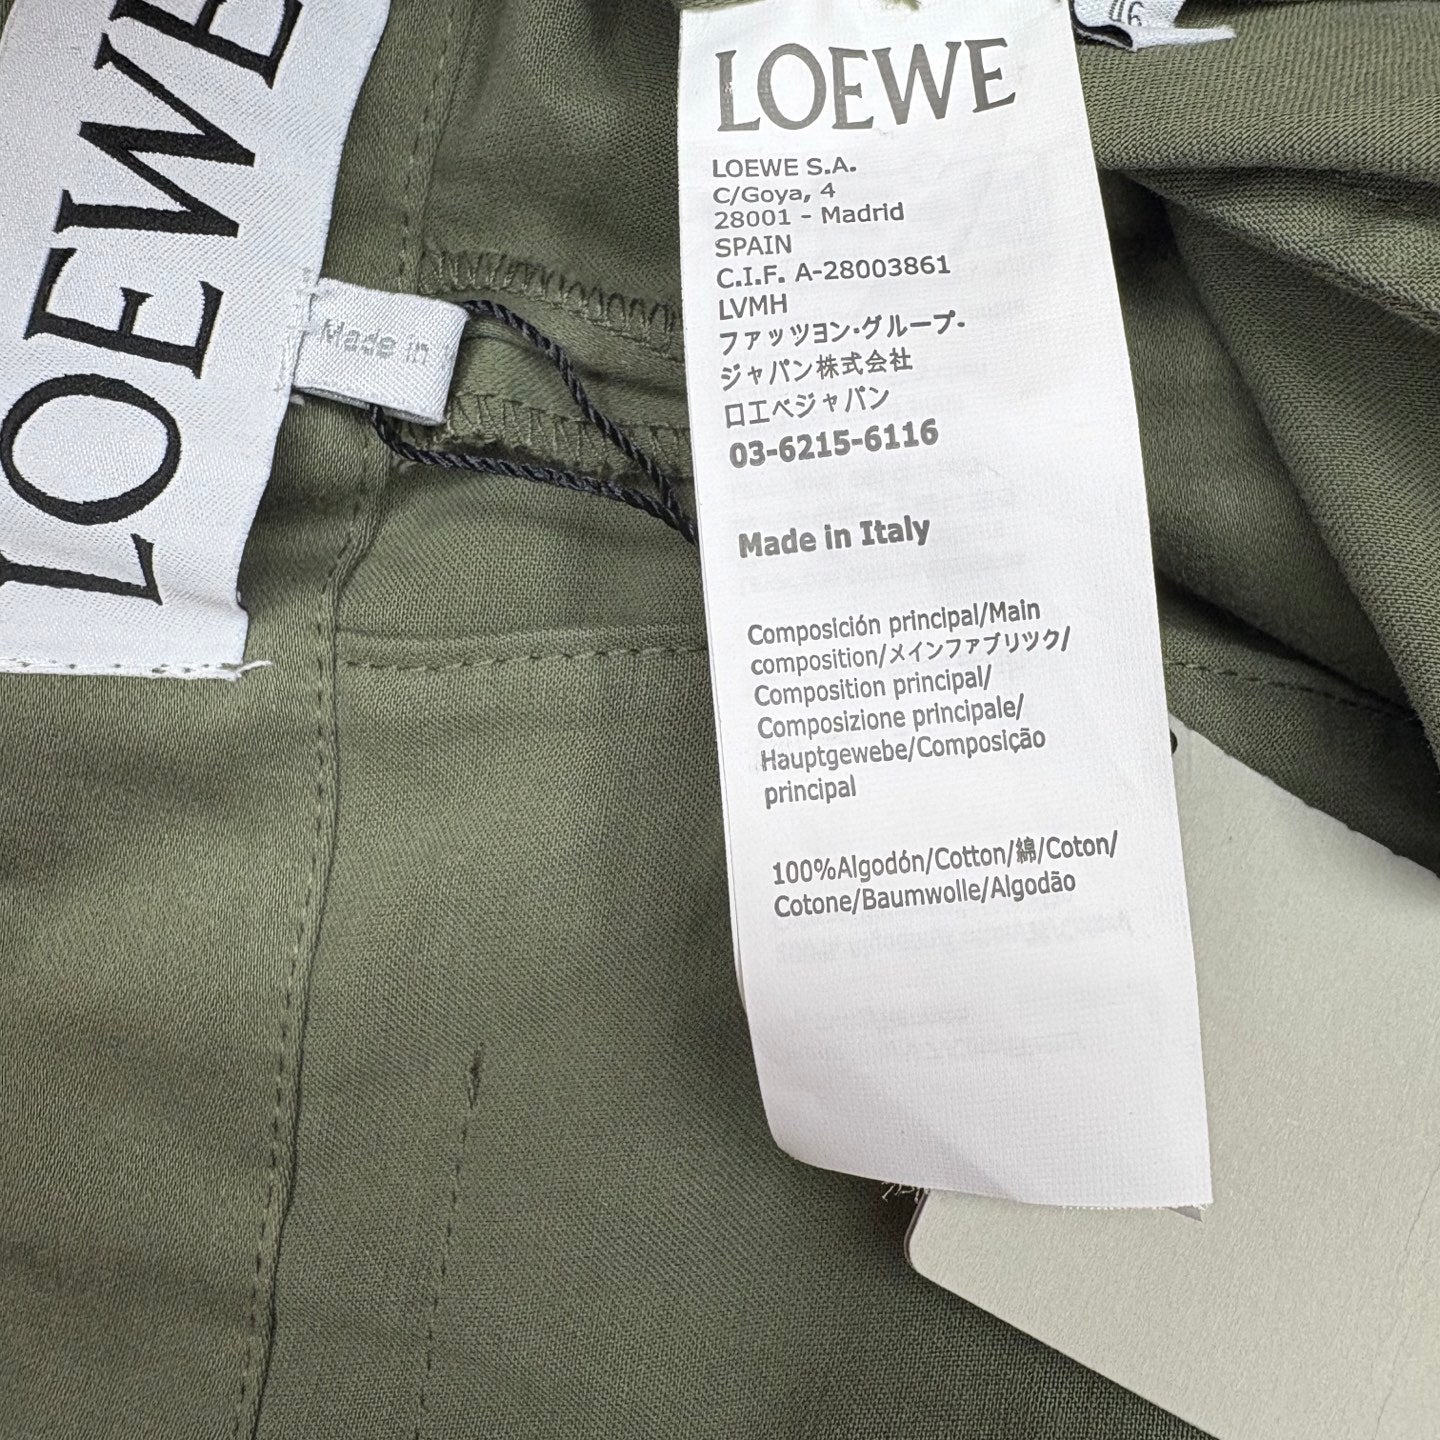 LOEWE
Made in
LOEWE
LOEWE S.A.
C/Goya, 4
28001 - Madrid
SPAIN
C.I.F. A-28003861
LVMH
ファッツョン·グループ-
ジャパン株式会社
ロエベジャパン
03-6215-6116
Made in Italy
Composición principal/Main
composition/メインファブリツク/
Composition principal/
Composizione principale/
Hauptgewebe/Composição
principal
100%Algodón/Cotton/綿/Coton/
Cotone/Baumwolle/Algodão